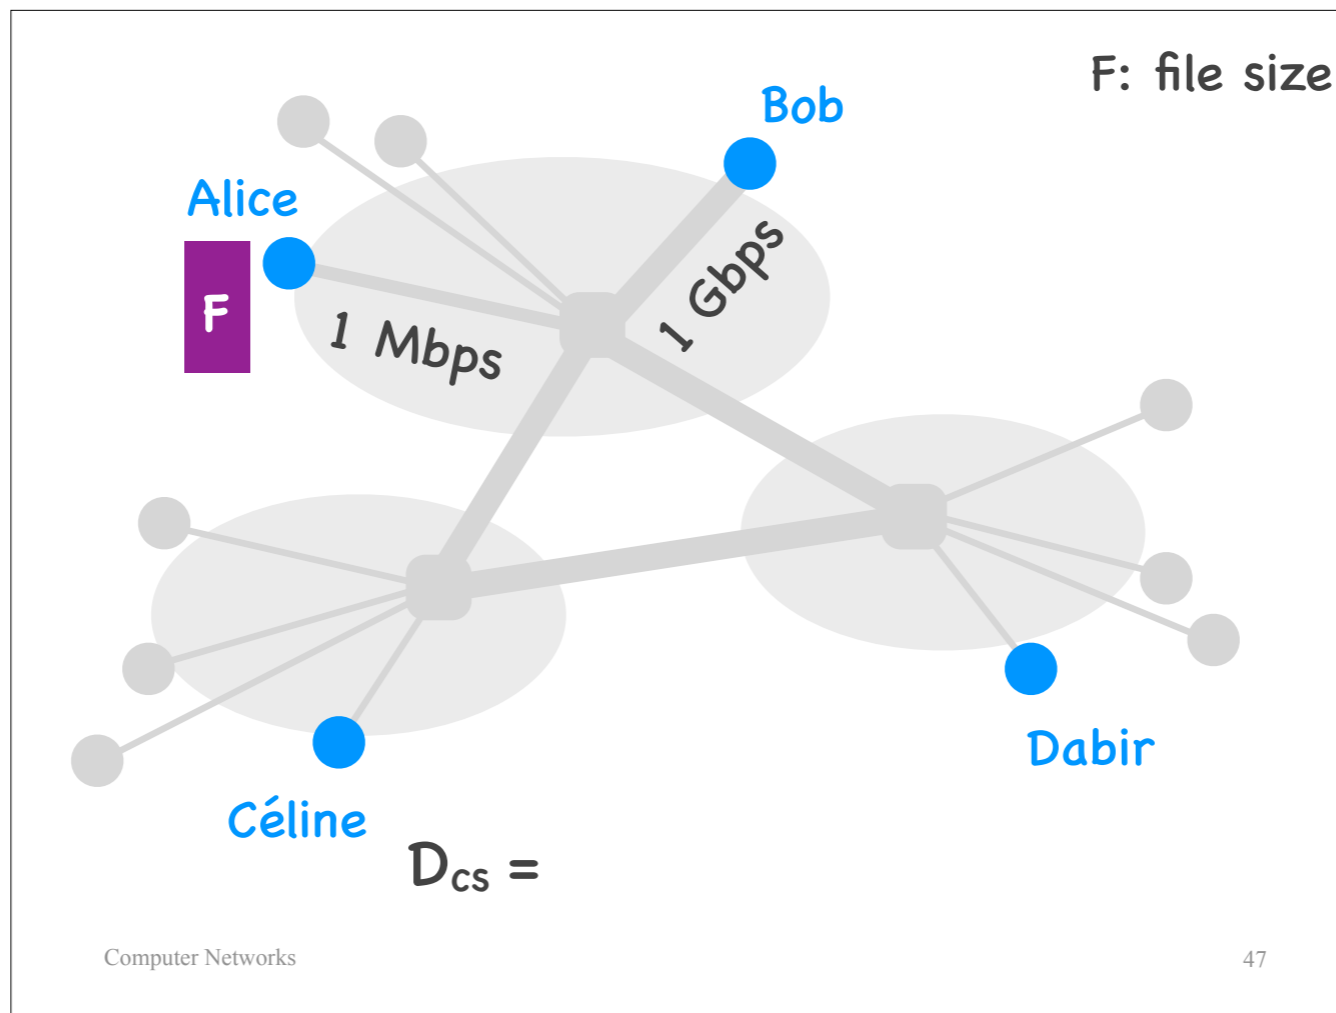 F: file size
Bob
Alice
F
1 Mbps
1 Gbps
Dabir
Céline
Dcs =
Computer Networks
47